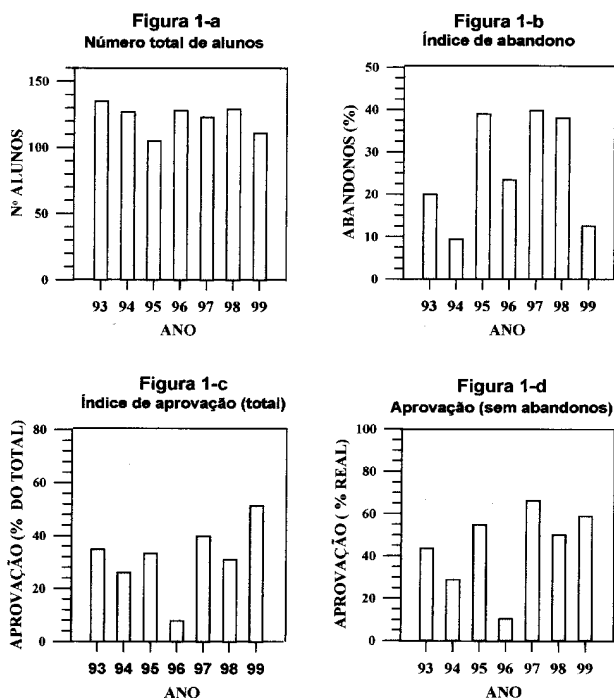 Figura 1-a
Número total de alunos
Nº ALUNOS
150
100
50
0
93 94 95 96 97 98 99
ANO
Figura 1-b
Índice de abandono
ABANDONOS (%)
50
40
30
20
10
0
93 94 95 96 97 98 99
ANO
Figura 1-c
Índice de aprovação (total)
APROVAÇÃO (% DO TOTAL)
80
60
40
20
0
93 94 95 96 97 98 99
ANO
Figura 1-d
Aprovação (sem abandonos)
APROVAÇÃO ( % REAL)
100
80
60
40
20
0
93 94 95 96 97 98 99
ANO